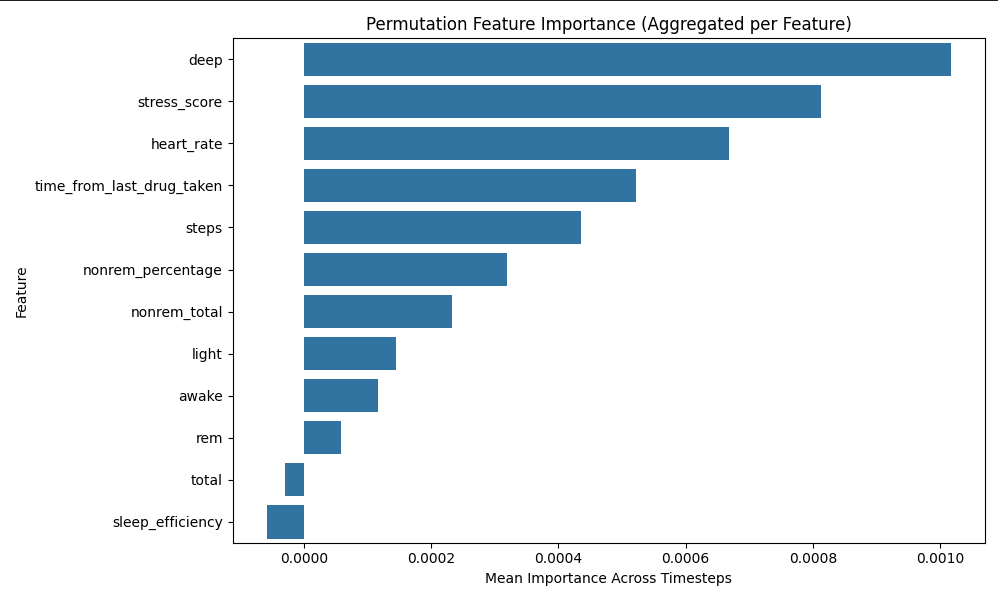 Permutation Feature Importance (Aggregated per Feature)
deep
stress_score
heart_rate
time_from_last_drug_taken
steps
nonrem_percentage
nonrem_total
light
awake
rem
total
sleep_efficiency
Feature
0.0000 0.0002 0.0004 0.0006 0.0008 0.0010
Mean Importance Across Timesteps